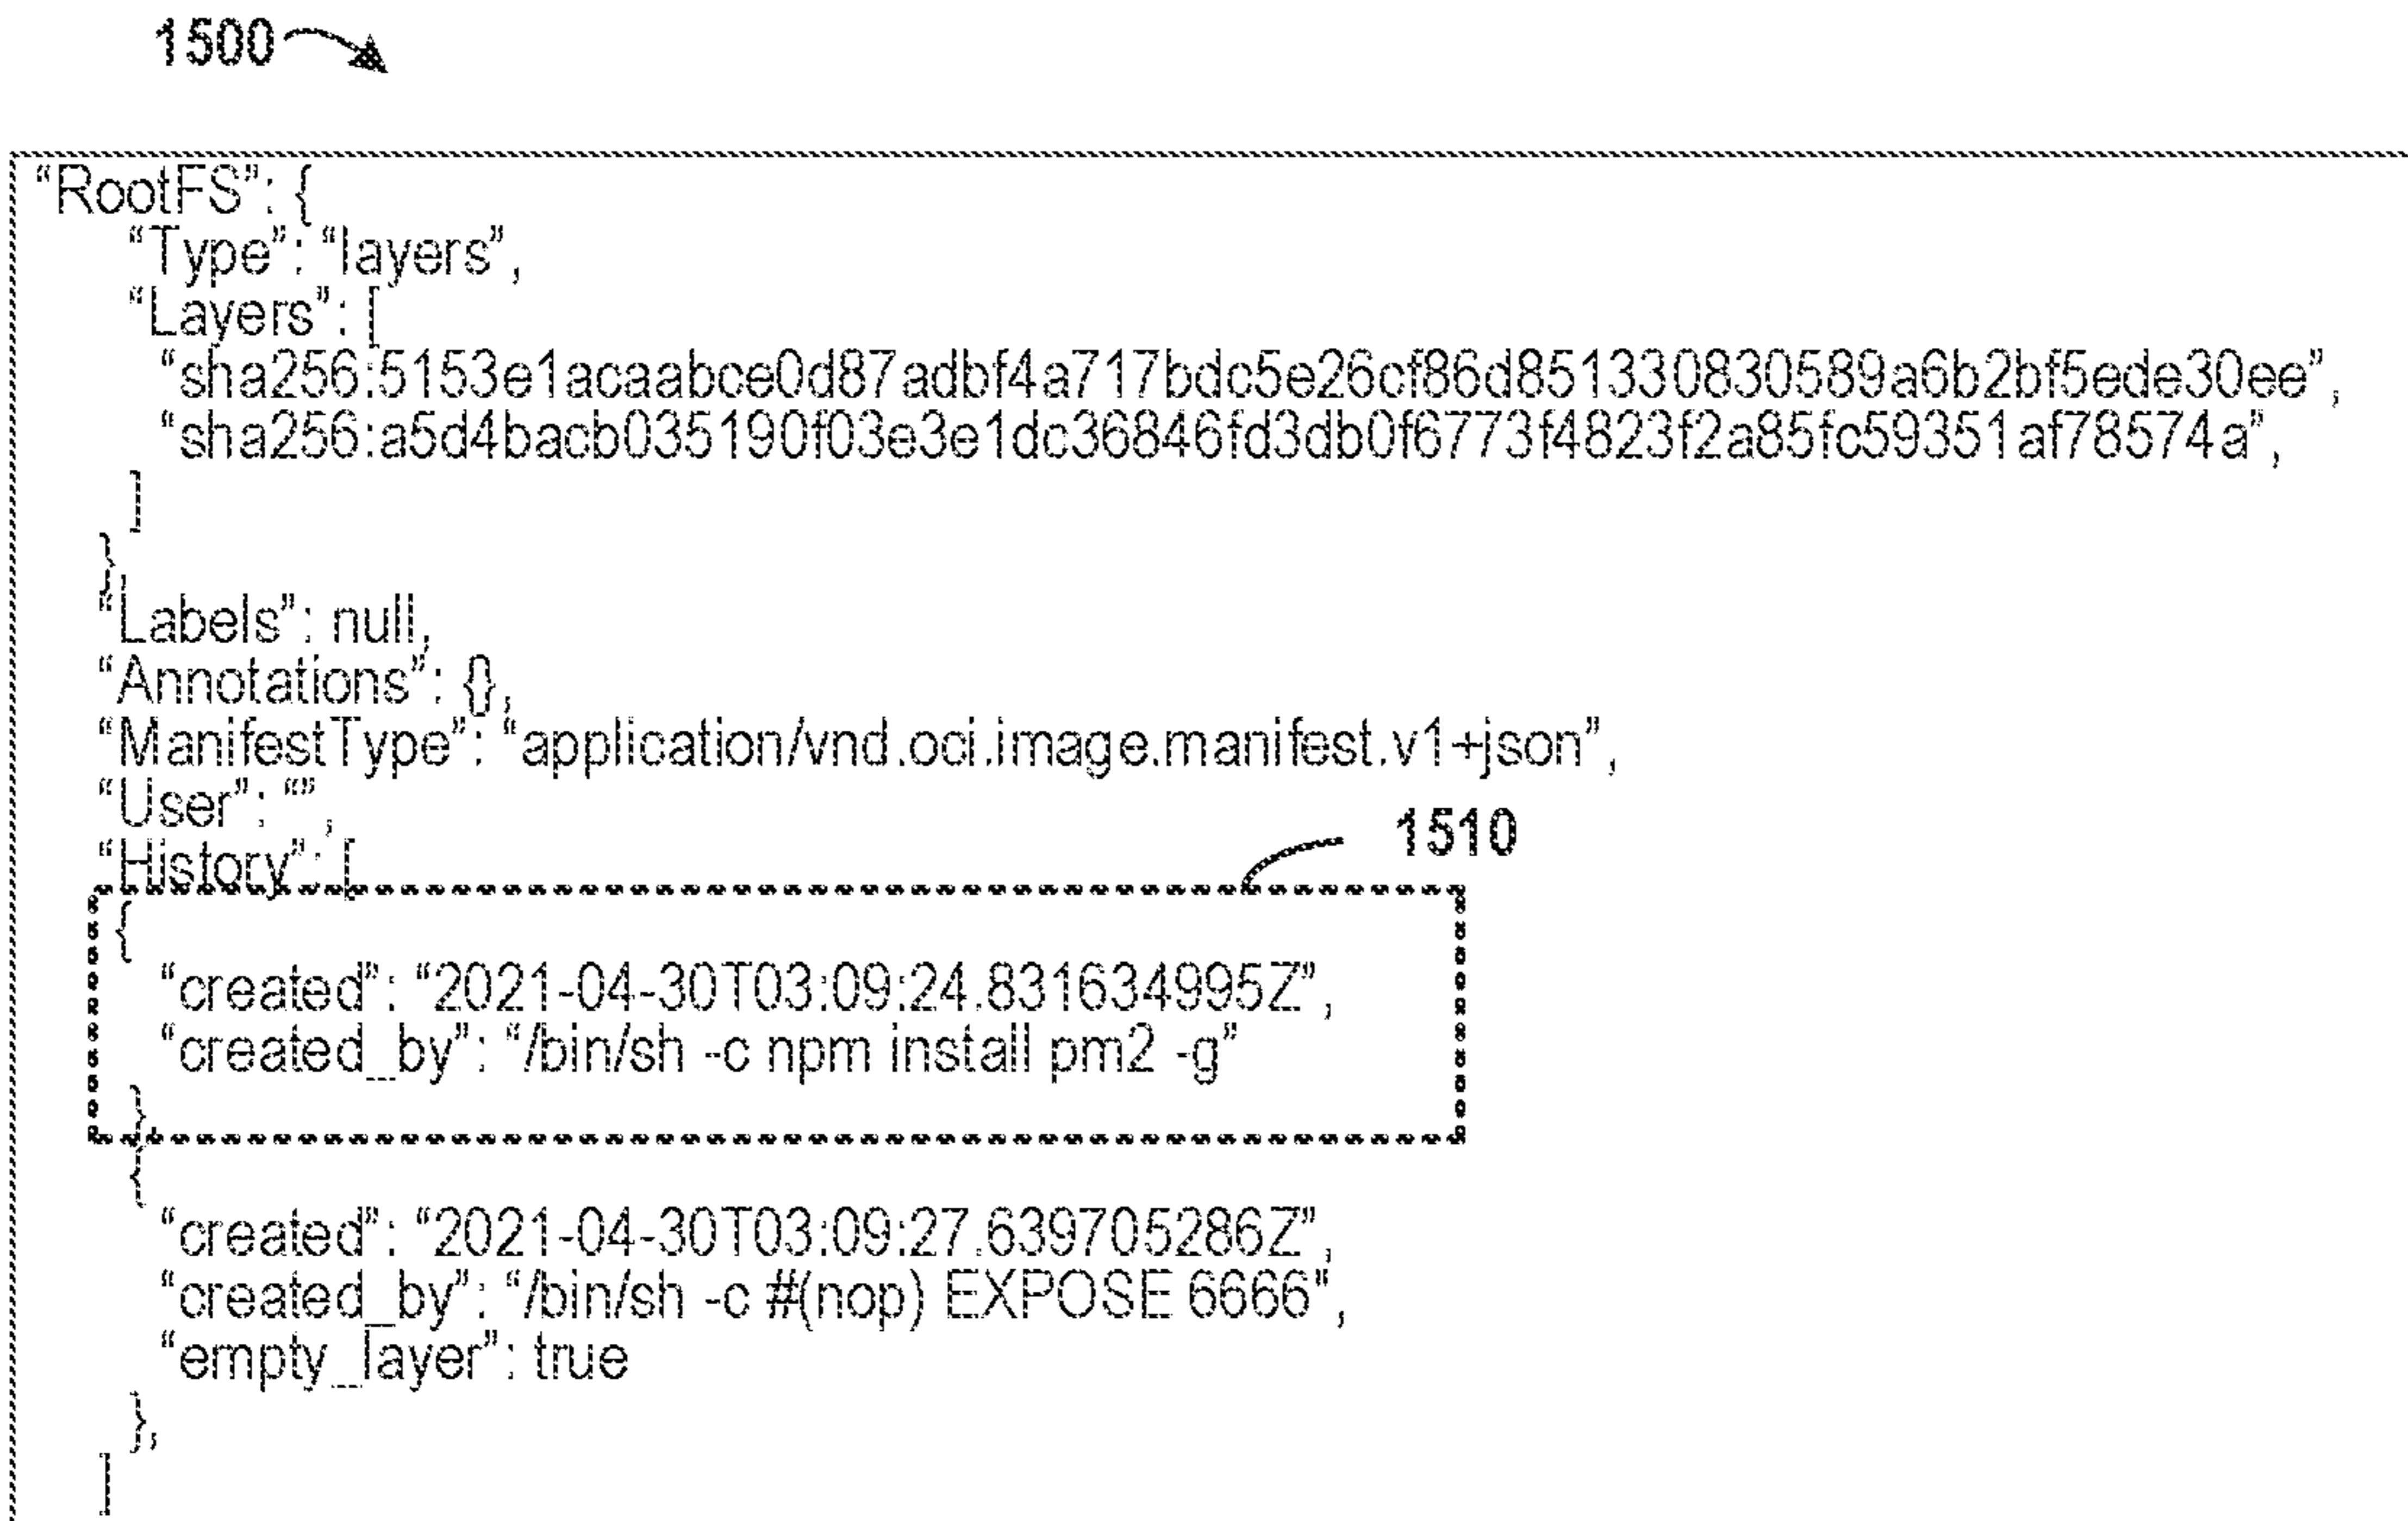 1500
“RootFS”: {
“Type”: “layers”,
“Layers”: [
“sha256:5153e1acaabce0d87adbf4a717bdc5e26cf86d851330830589a6b2bf5ede30ee”,
“sha256:a5d4bacb035190f03e3e1dc36846fd3db0f6773f4823f2a85fc59351af78574a”,
]
}
“Labels”: null,
“Annotations”: {},
“ManifestType”: “application/vnd.oci.image.manifest.v1+json”,
“User”: “”,
“History”: [
1510
{
“created”: “2021-04-30T03:09:24.831634995Z”,
“created_by”: “/bin/sh -c npm install pm2 -g”
},
{
“created”: “2021-04-30T03:09:27.639705286Z”,
“created_by”: “/bin/sh -c #(nop) EXPOSE 6666”,
“empty_layer”: true
},
]